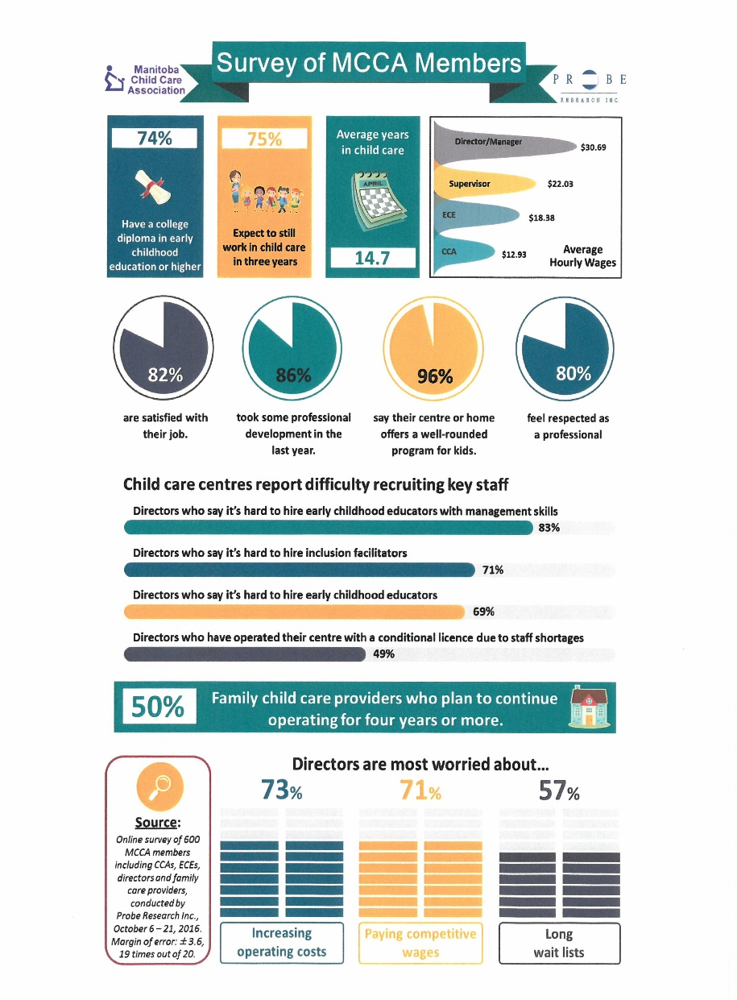 Survey of MCCA Members
Manitoba
Child Care
Association
P R O B E
RESEARCH INC.
74%
Have a college
diploma in early
childhood
education or higher
75%
Expect to still
work in child care
in three years
Average years
in child care
APRIL
14.7
Director/Manager
$30.69
Supervisor
$22.03
ECE
$18.38
CCA
$12.93
Average
Hourly Wages
82%
are satisfied with
their job.
86%
took some professional
development in the
last year.
96%
say their centre or home
offers a well-rounded
program for kids.
80%
feel respected as
a professional
Child care centres report difficulty recruiting key staff
Directors who say it's hard to hire early childhood educators with management skills
83%
Directors who say it's hard to hire inclusion facilitators
71%
Directors who say it's hard to hire early childhood educators
69%
Directors who have operated their centre with a conditional licence due to staff shortages
49%
50%
Family child care providers who plan to continue
operating for four years or more.
Source:
Online survey of 600
MCCA members
including CCAs, ECEs,
directors and family
care providers,
conducted by
Probe Research Inc.,
October 6 – 21, 2016.
Margin of error: ±3.6,
19 times out of 20.
Directors are most worried about...
73%
Increasing
operating costs
71%
Paying competitive
wages
57%
Long
wait lists